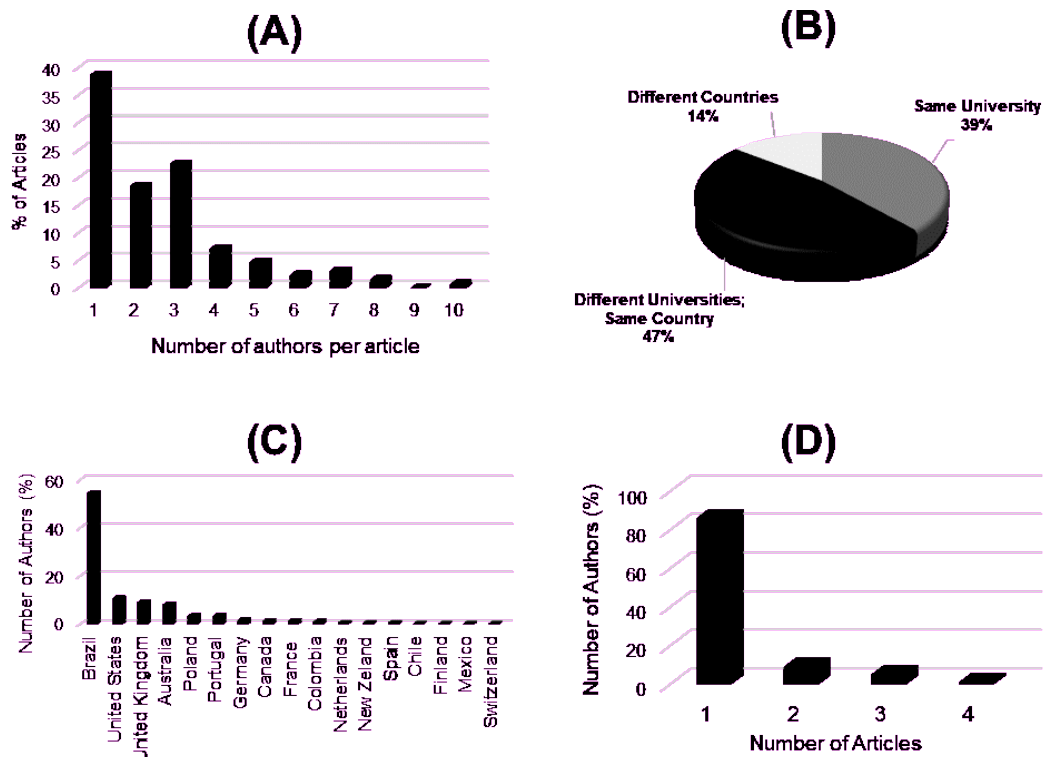 (A)
% of Articles
40
35
30
25
20
15
10
5
0
1 2 3 4 5 6 7 8 9 10
Number of authors per article
(B)
Different Countries
14%
Same University
39%
Different Universities;
Same Country
47%
(C)
Number of Authors (%)
60
40
20
0
Brazil
United States
United Kingdom
Australia
Poland
Portugal
Germany
Canada
France
Colombia
Netherlands
New Zeland
Spain
Chile
Finland
Mexico
Switzerland
(D)
Number of Authors (%)
100
80
60
40
20
0
1 2 3 4
Number of Articles